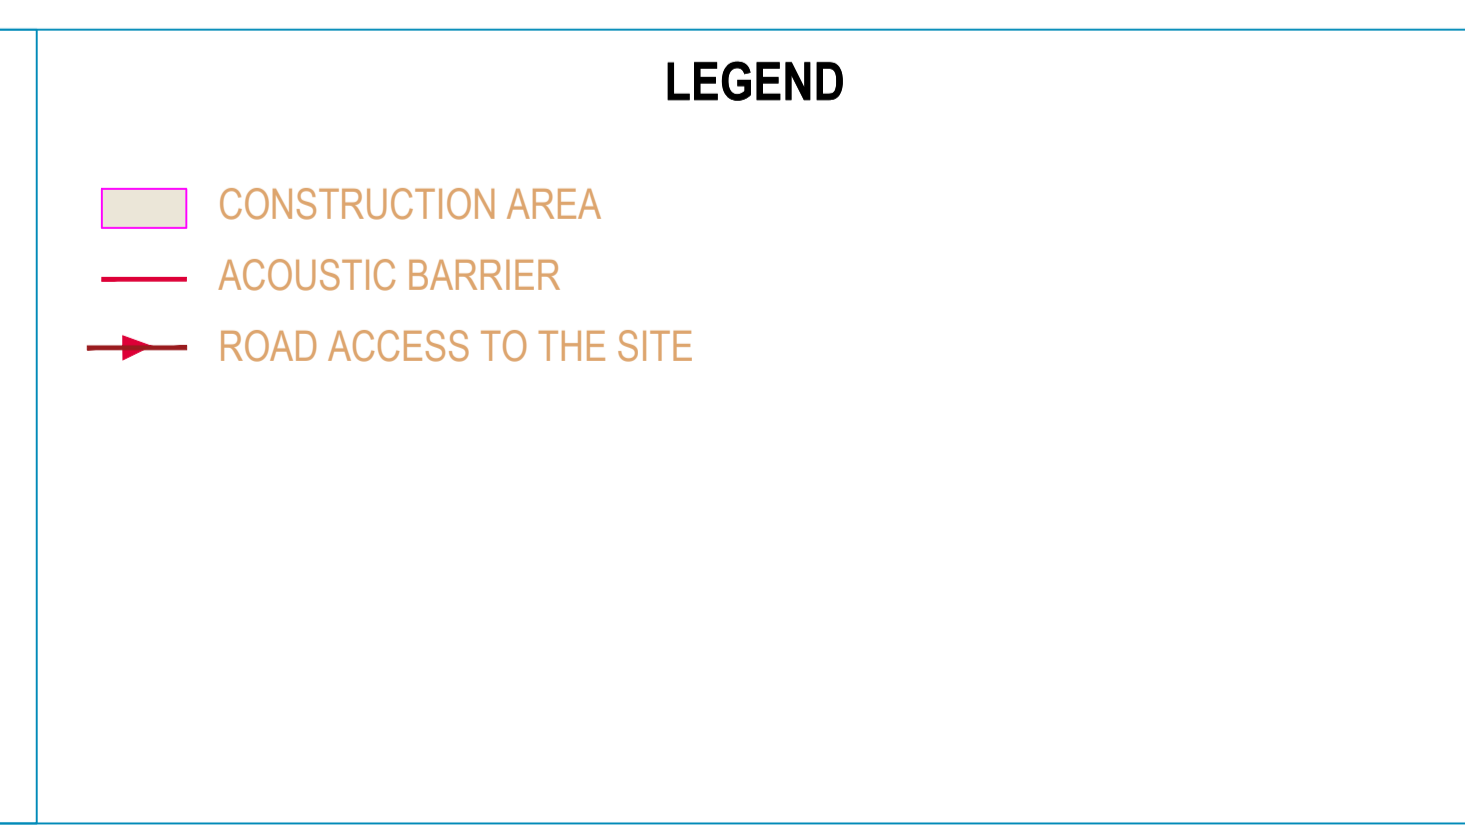 LEGEND
CONSTRUCTION AREA
ACOUSTIC BARRIER
ROAD ACCESS TO THE SITE